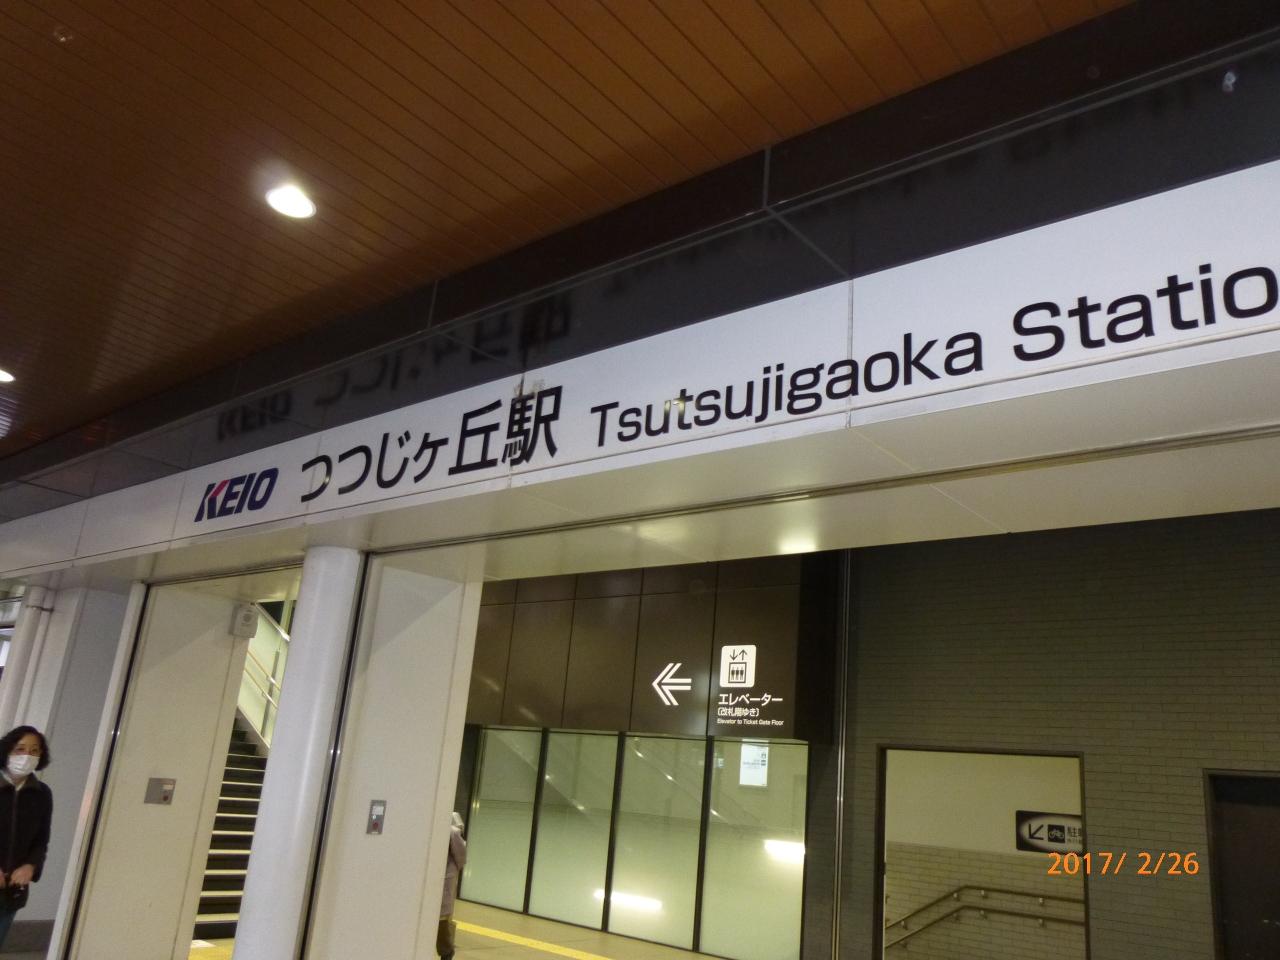 KEIO つつじヶ丘駅 Tsutsujigaoka Statio
エレベーター
(改札階ゆき)
Elevator to Ticket Gate Floor
駐
2017/ 2/26